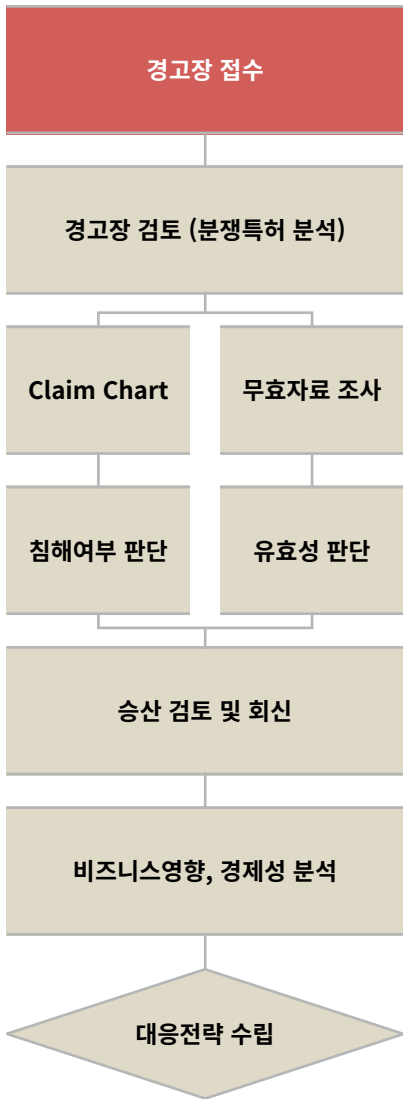 경고장 접수
경고장 검토 (분쟁특허 분석)
Claim Chart
무효자료 조사
침해여부 판단
유효성 판단
승산 검토 및 회신
비즈니스영향, 경제성 분석
대응전략 수립